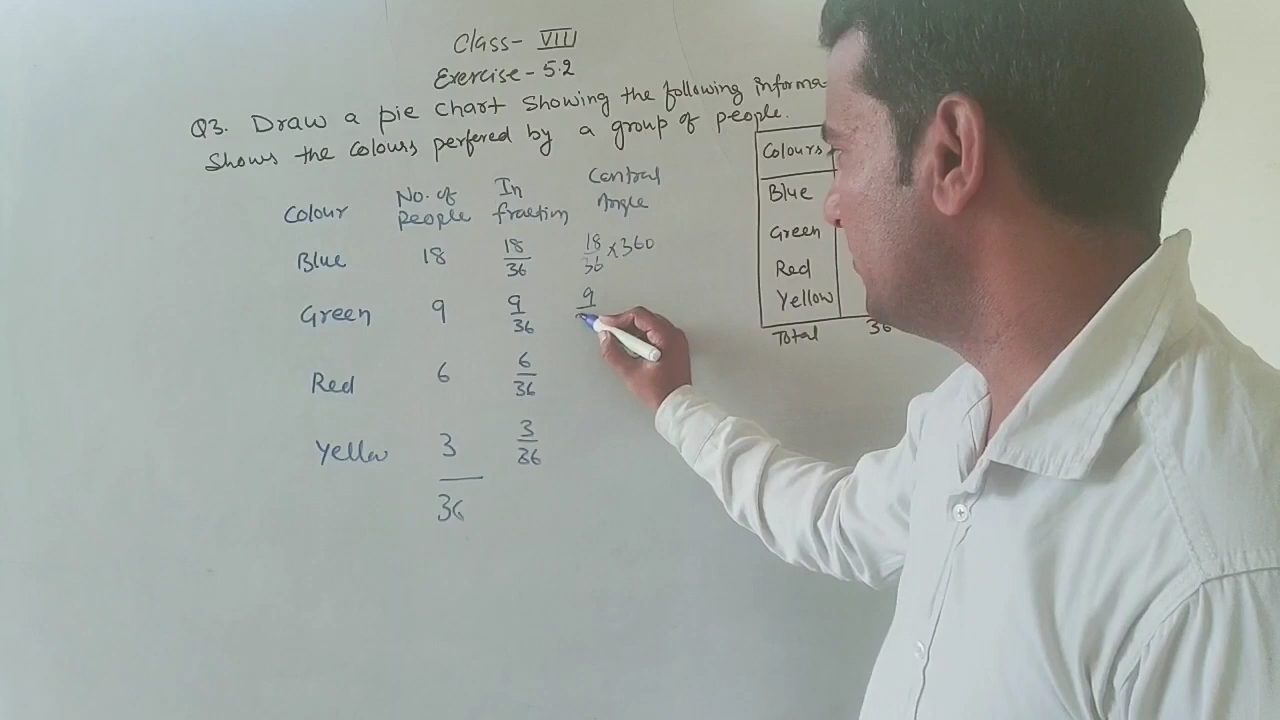 Class- VIII
Exercise - 5.2
Q3. Draw a pie chart showing the following informa-
shows the colours perfered by a group of people.
Colour No. of people In fraction Central Angle
Blue 18 18/36 18/36 × 360
Green 9 9/36 9
Red 6 6/36
Yellow 3 3/36
36
Colours
Blue
Green
Red
Yellow
Total 36